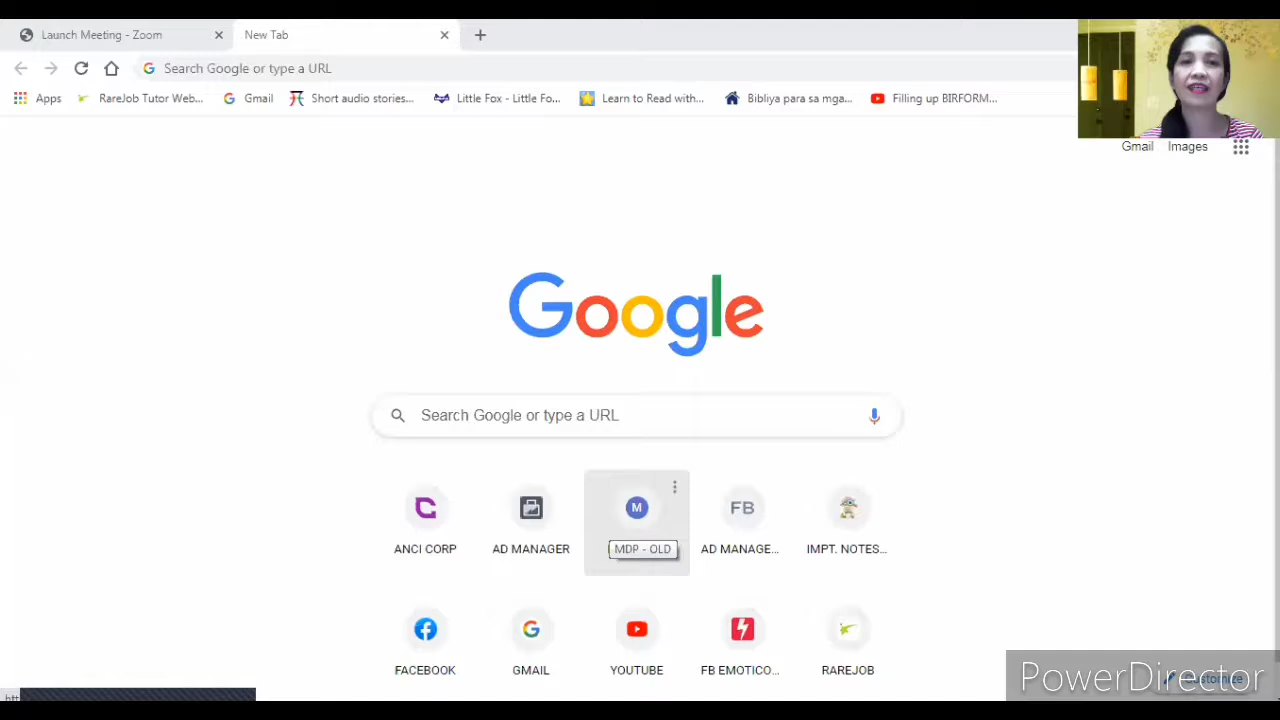 Launch Meeting - Zoom
New Tab
Search Google or type a URL
Apps
RareJob Tutor Web...
Gmail
Short audio stories...
Little Fox - Little Fo...
Learn to Read with...
Bibliya para sa mga...
Filling up BIRFORM...
Gmail
Images
Google
Search Google or type a URL
M
FB
ANCI CORP
AD MANAGER
MDP - OLD
AD MANAGE...
IMPT. NOTES...
FACEBOOK
GMAIL
YOUTUBE
FB EMOTICO...
RAREJOB
PowerDirector
Customize